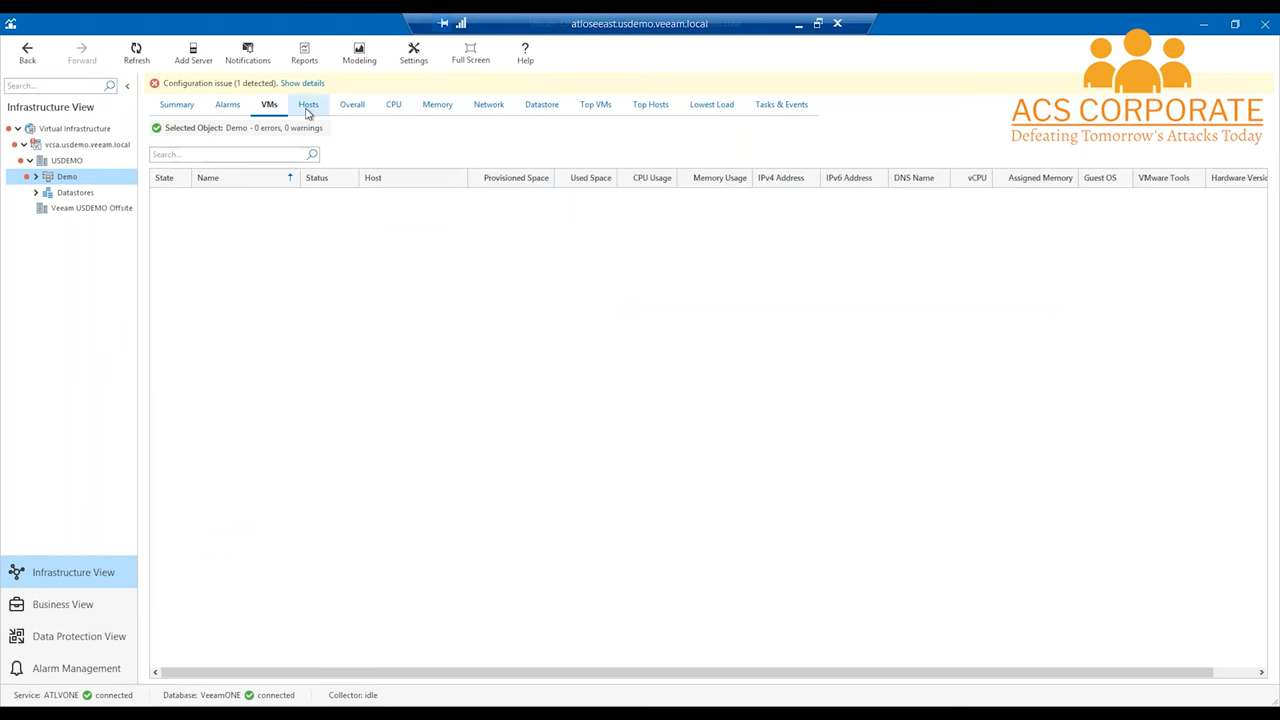 atloseeast.usdemo.veeam.local
Back
Forward
Refresh
Add Server
Notifications
Reports
Modeling
Settings
Full Screen
Help
ACS CORPORATE
Defeating Tomorrow's Attacks Today
Search...
Configuration issue (1 detected). Show details
Infrastructure View
Summary
Alarms
VMs
Hosts
Overall
CPU
Memory
Network
Datastore
Top VMs
Top Hosts
Lowest Load
Tasks & Events
Virtual Infrastructure
Selected Object: Demo - 0 errors, 0 warnings
vcsa.usdemo.veeam.local
USDEMO
Search...
Demo
Datastores
Veeam USDEMO Offsite
State
Name
Status
Host
Provisioned Space
Used Space
CPU Usage
Memory Usage
IPv4 Address
IPv6 Address
DNS Name
vCPU
Assigned Memory
Guest OS
VMware Tools
Hardware Versio
Infrastructure View
Business View
Data Protection View
Alarm Management
Service: ATLVONE connected
Database: VeeamONE connected
Collector: idle